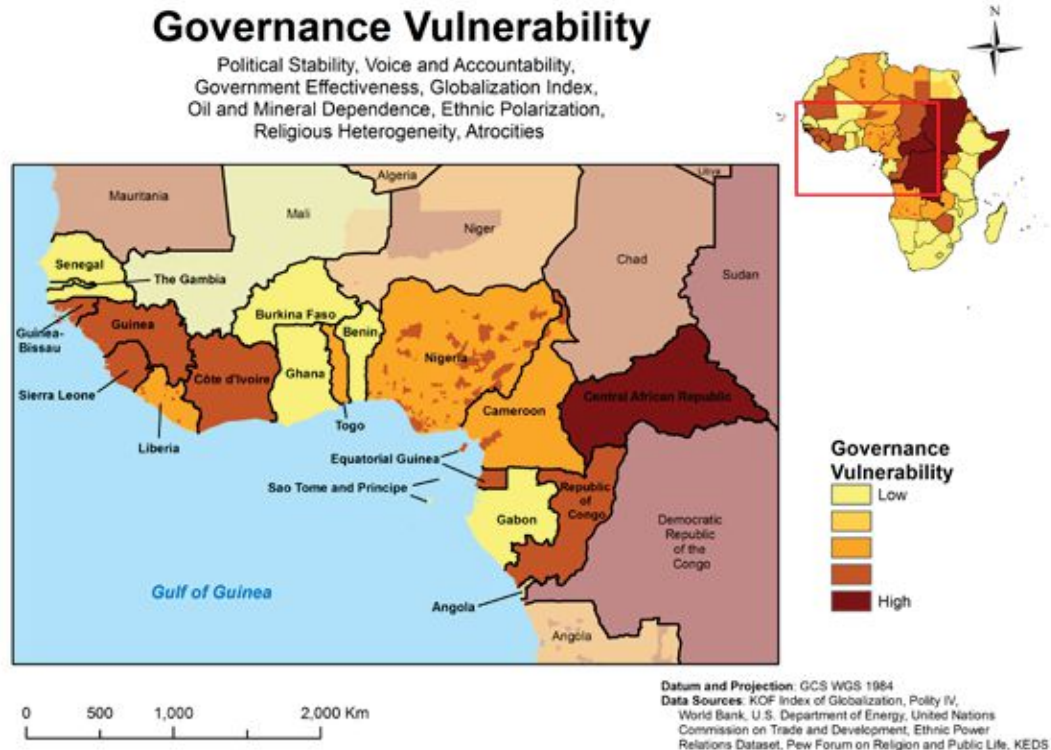 Governance Vulnerability
Political Stability, Voice and Accountability,
Government Effectiveness, Globalization Index,
Oil and Mineral Dependence, Ethnic Polarization,
Religious Heterogeneity, Atrocities
N
Mauritania
Algeria
Libya
Mali
Niger
Chad
Sudan
Senegal
The Gambia
Guinea-
Bissau
Guinea
Burkina Faso
Benin
Nigeria
Sierra Leone
Côte d'Ivoire
Ghana
Togo
Liberia
Cameroon
Central African Republic
Equatorial Guinea
Sao Tome and Principe
Republic
of
Congo
Gabon
Democratic
Republic
of the
Congo
Gulf of Guinea
Angola
Angola
Governance
Vulnerability
Low
High
0 500 1,000 2,000 Km
Datum and Projection: GCS WGS 1984
Data Sources: KOF Index of Globalization, Polity IV,
World Bank, U.S. Department of Energy, United Nations
Commission on Trade and Development, Ethnic Power
Relations Dataset, Pew Forum on Religion and Public Life, KEDS